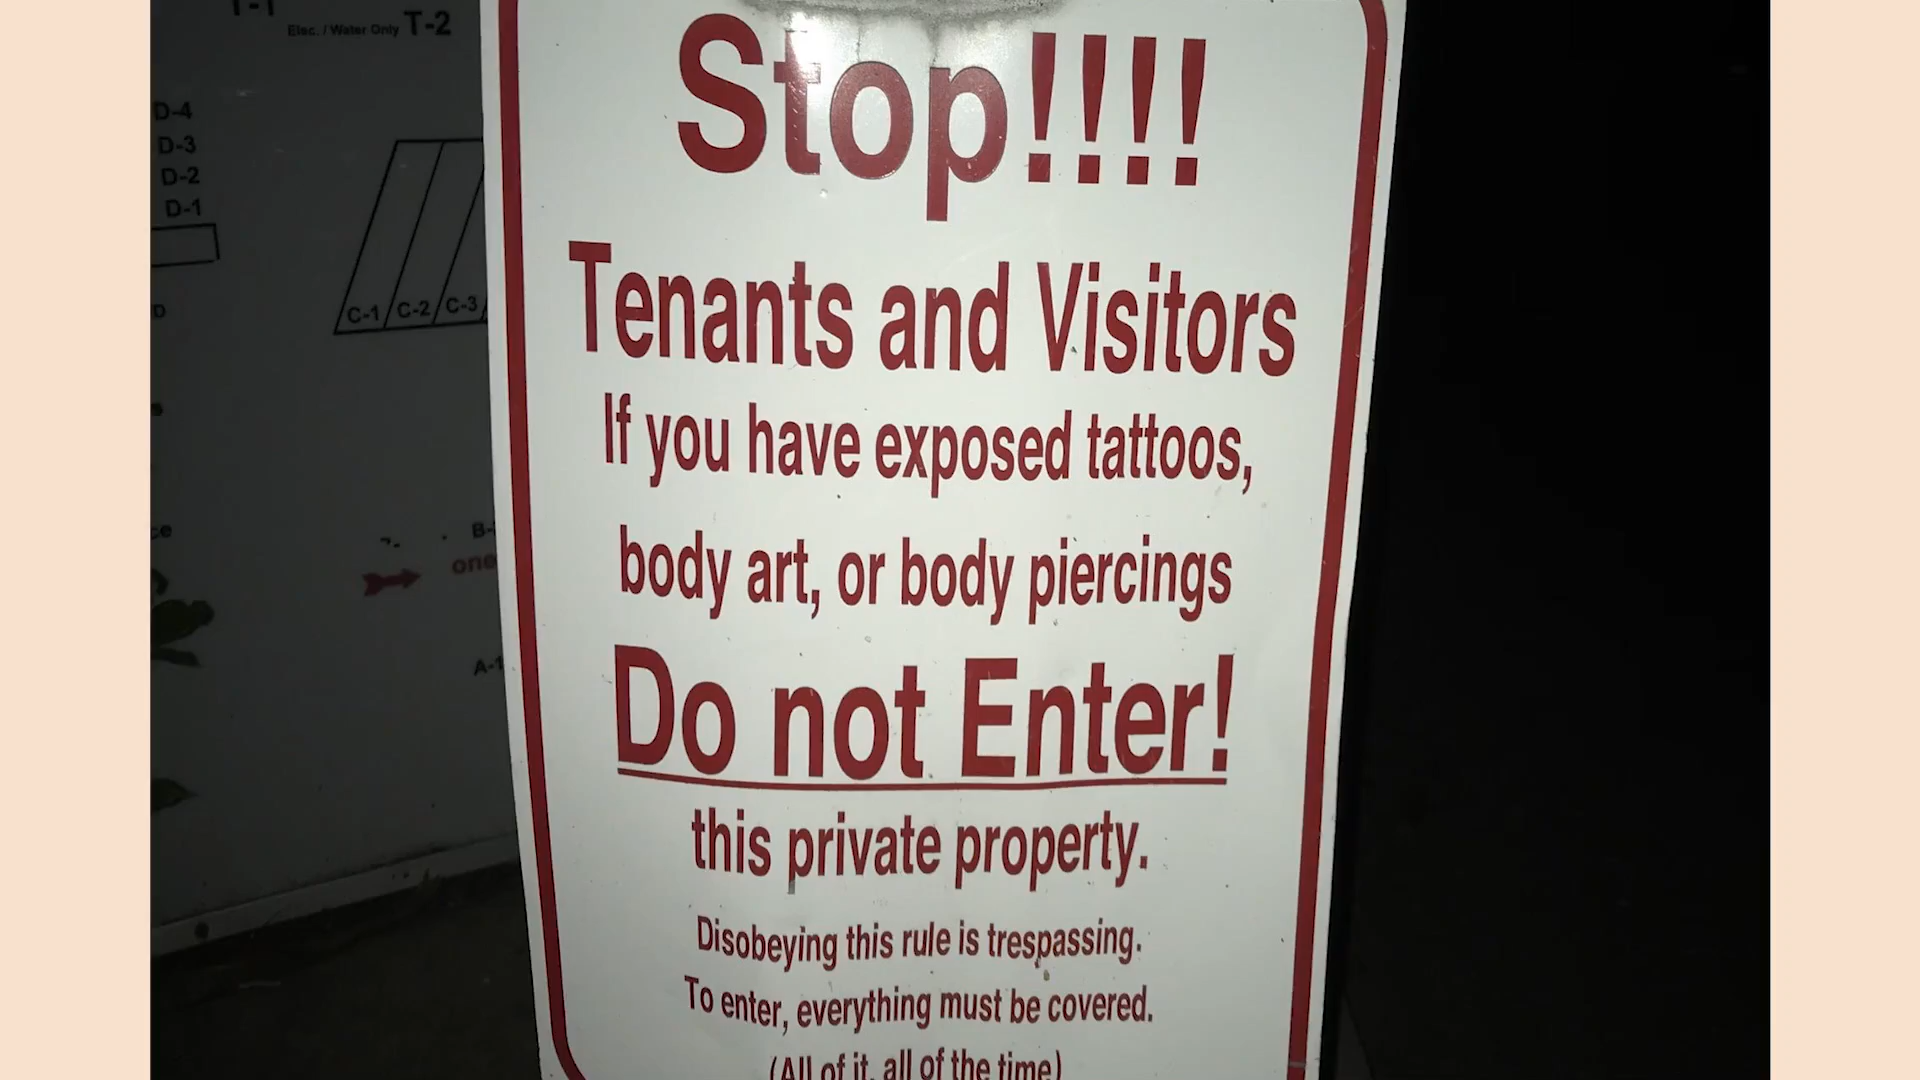 T-1
Elec. / Water Only T-2
D-4
D-3
D-2
D-1
C-1 C-2 C-3
one
A-1
Stop!!!!
Tenants and Visitors
If you have exposed tattoos,
body art, or body piercings
Do not Enter!
this private property.
Disobeying this rule is trespassing.
To enter, everything must be covered.
(All of it, all of the time)